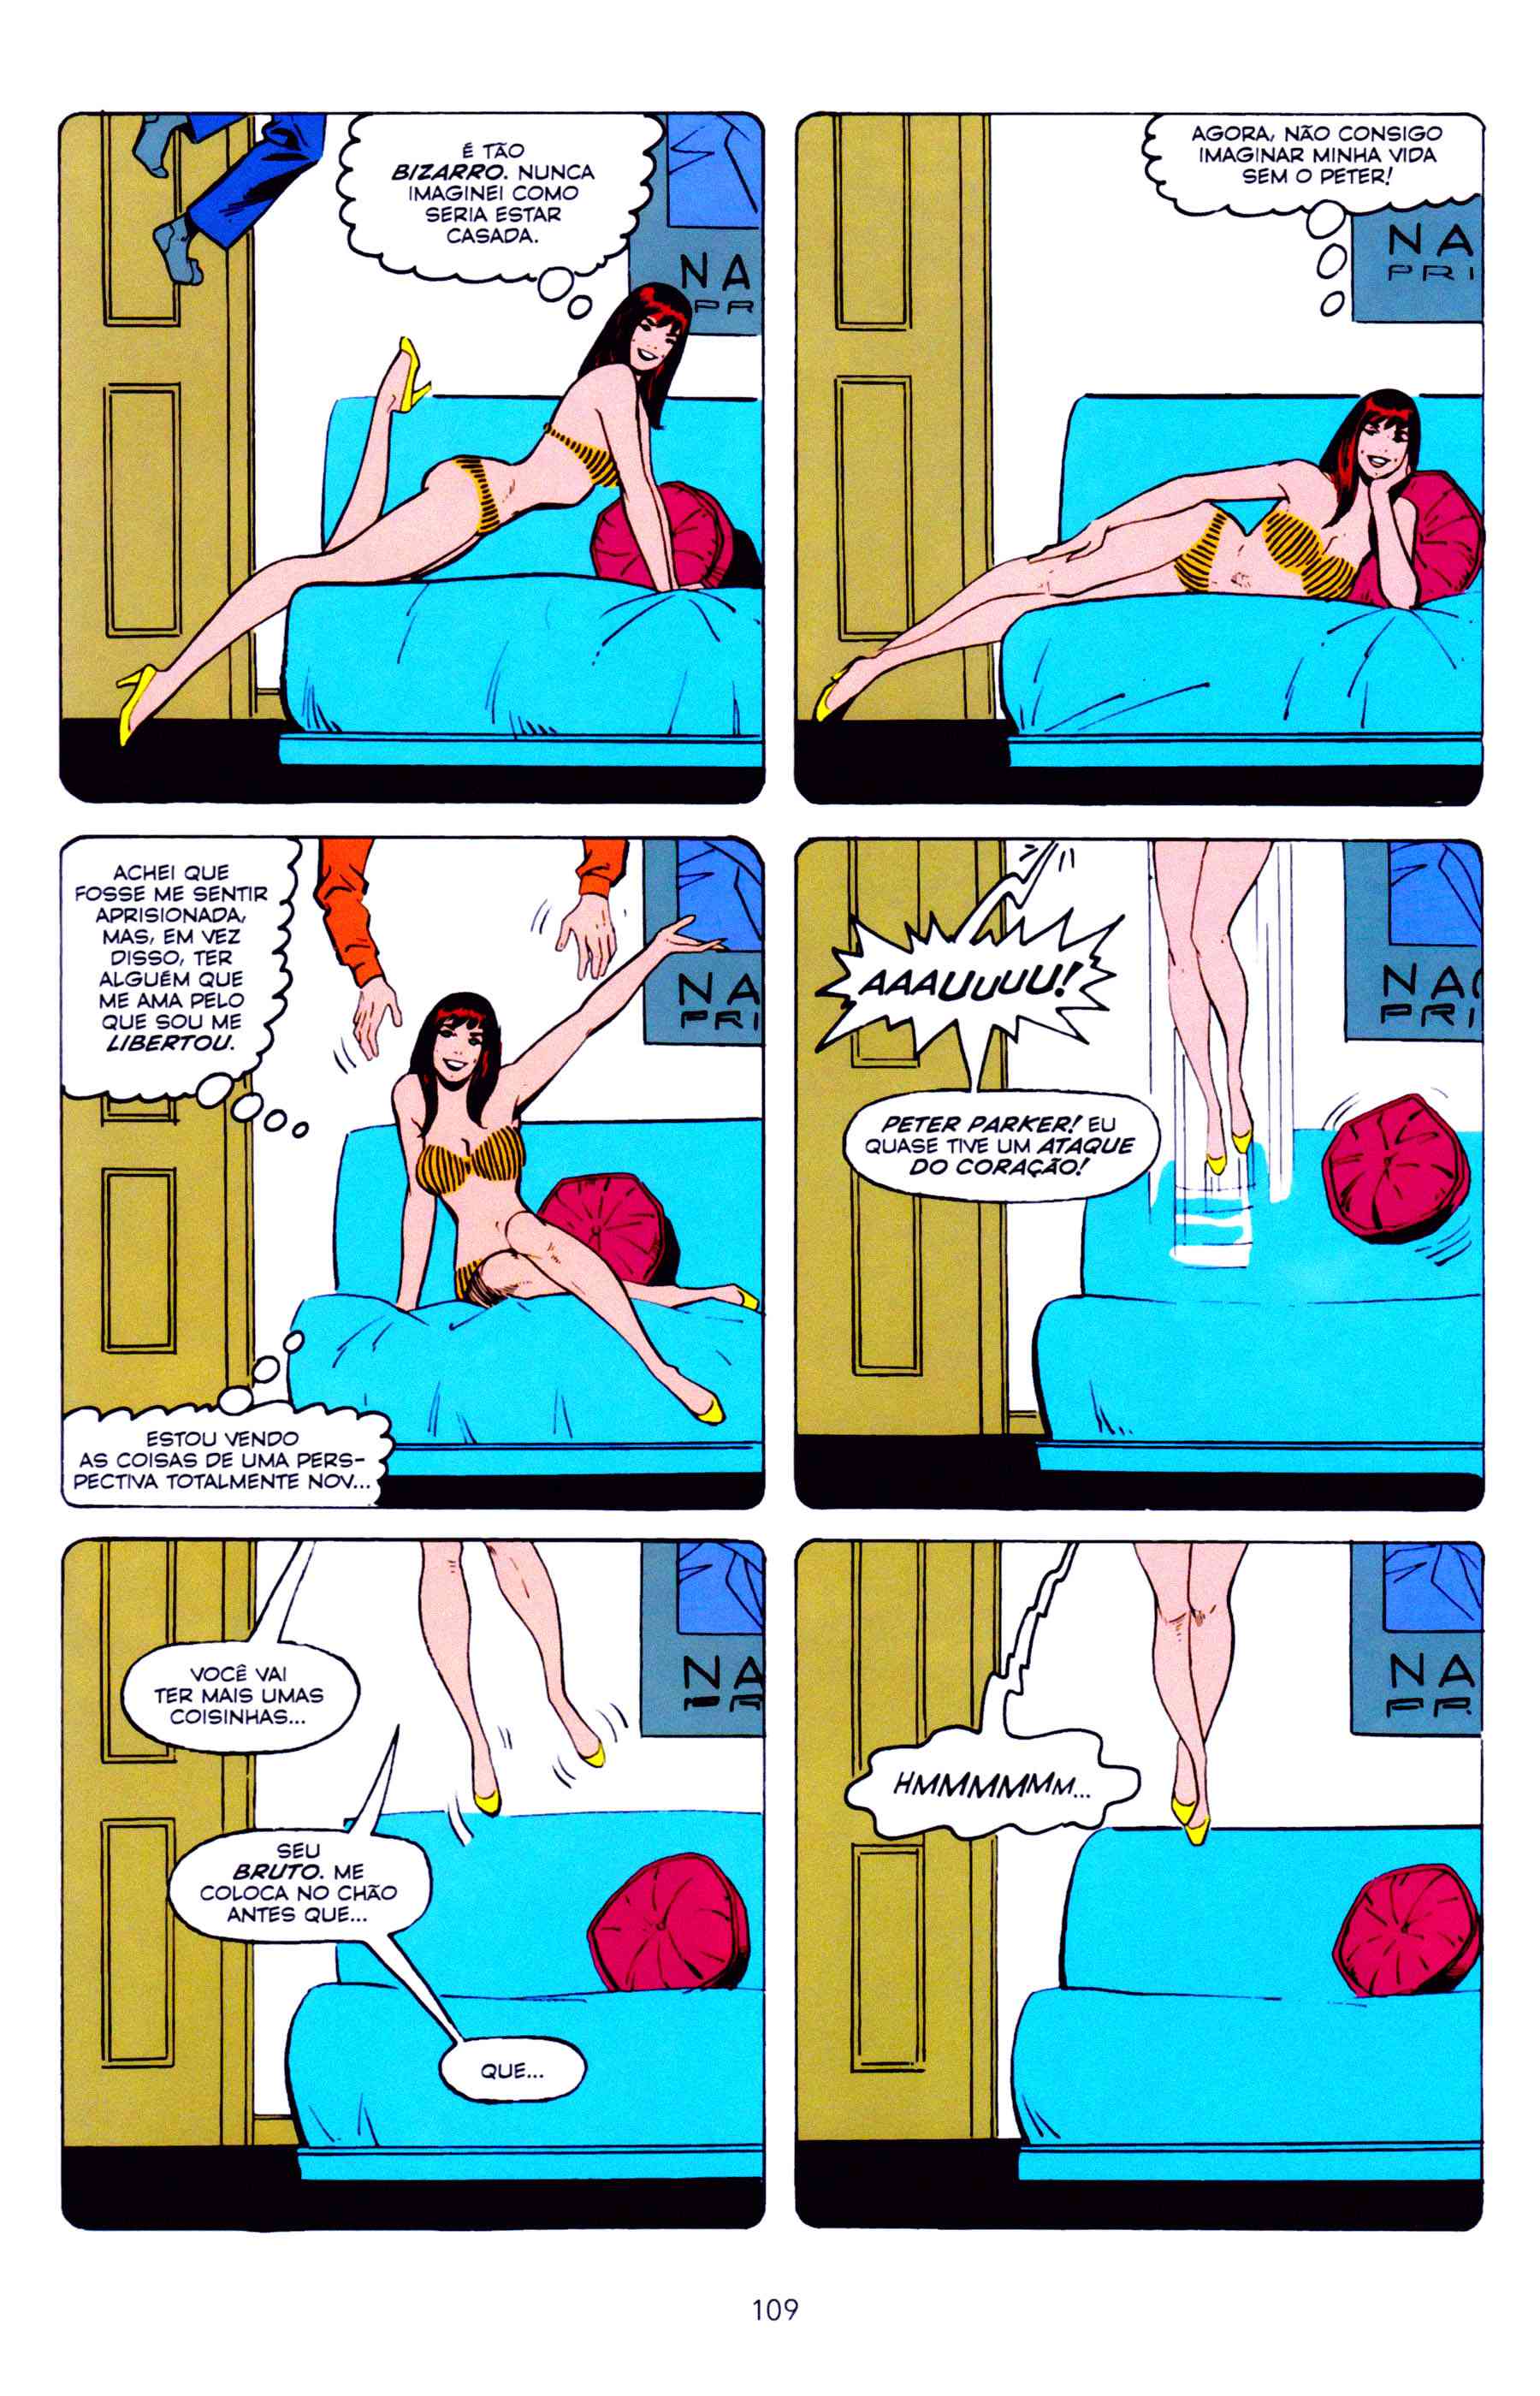 É TÃO
BIZARRO. NUNCA
IMAGINEI COMO
SERIA ESTAR
CASADA.
NA
PR
AGORA, NÃO CONSIGO
IMAGINAR MINHA VIDA
SEM O PETER!
NA
PRI
ACHEI QUE
FOSSE ME SENTIR
APRISIONADA,
MAS, EM VEZ
DISSO, TER
ALGUÉM QUE
ME AMA PELO
QUE SOU ME
LIBERTOU.
NA
PRI
ESTOU VENDO
AS COISAS DE UMA PERS-
PECTIVA TOTALMENTE NOV...
AAAUUUU!
NA
PRI
PETER PARKER! EU
QUASE TIVE UM ATAQUE
DO CORAÇÃO!
VOCÊ VAI
TER MAIS UMAS
COISINHAS...
NA
PR
SEU
BRUTO. ME
COLOCA NO CHÃO
ANTES QUE...
QUE...
NA
PR
HMMMMMM...
109